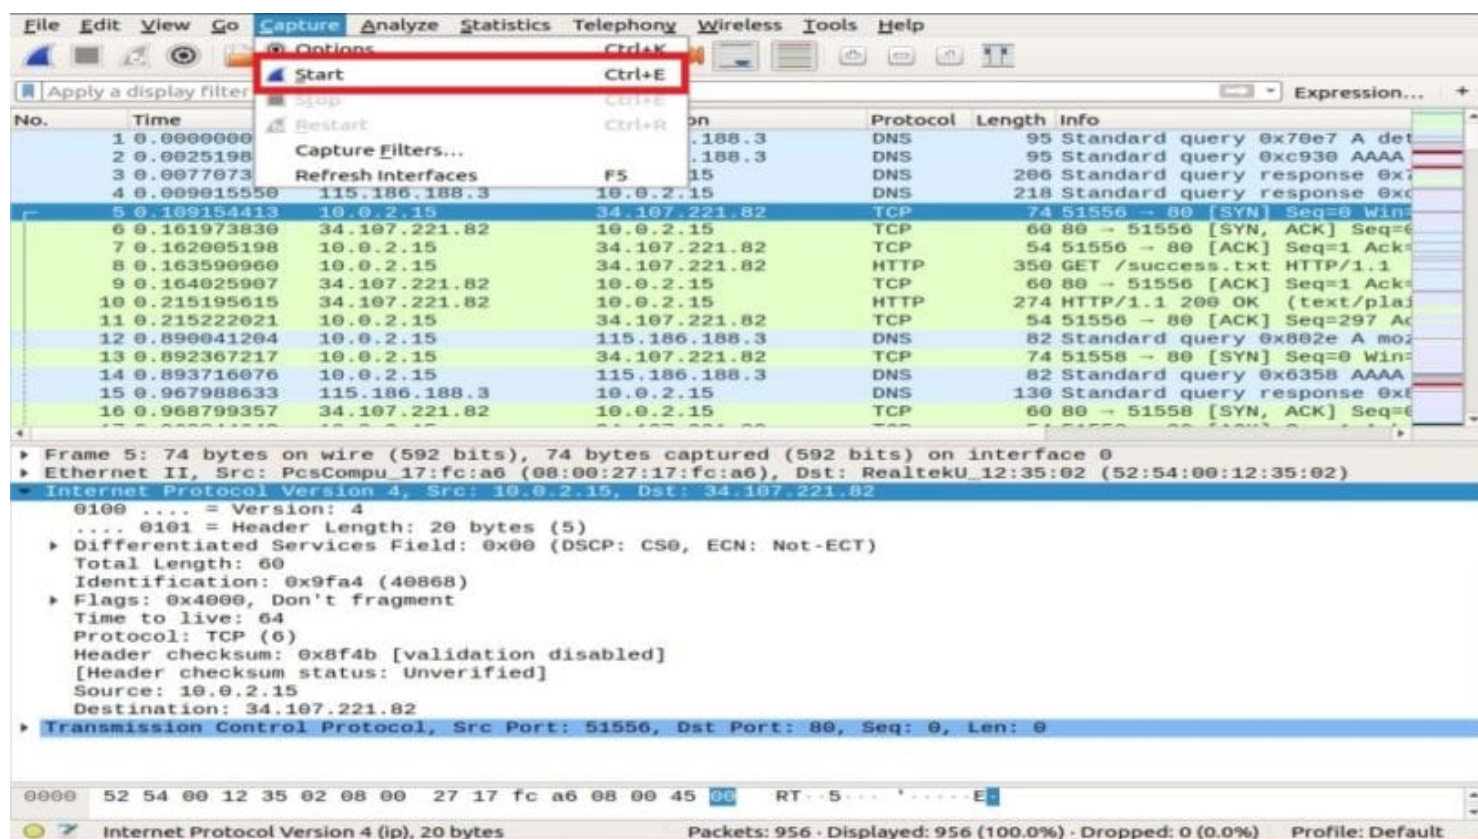 File Edit View Go Capture Analyze Statistics Telephony Wireless Tools Help
Options Ctrl+K
Start Ctrl+E
Apply a display filter Expression... +
Stop Ctrl+E
Restart Ctrl+R
Capture Filters...
Refresh Interfaces F5
No. Time on Protocol Length Info
1 0.0000000 .188.3 DNS 95 Standard query 0x70e7 A det
2 0.0025198 .188.3 DNS 95 Standard query 0xc930 AAAA
3 0.0077073 15 DNS 206 Standard query response 0x7
4 0.009015550 115.186.188.3 10.0.2.15 DNS 218 Standard query response 0xc
5 0.109154413 10.0.2.15 34.107.221.82 TCP 74 51556 → 80 [SYN] Seq=0 Win=
6 0.161973830 34.107.221.82 10.0.2.15 TCP 60 80 → 51556 [SYN, ACK] Seq=0
7 0.162005198 10.0.2.15 34.107.221.82 TCP 54 51556 → 80 [ACK] Seq=1 Ack=
8 0.163590960 10.0.2.15 34.107.221.82 HTTP 350 GET /success.txt HTTP/1.1
9 0.164025907 34.107.221.82 10.0.2.15 TCP 60 80 → 51556 [ACK] Seq=1 Ack=
10 0.215195615 34.107.221.82 10.0.2.15 HTTP 274 HTTP/1.1 200 OK (text/plai
11 0.215222021 10.0.2.15 34.107.221.82 TCP 54 51556 → 80 [ACK] Seq=297 Ac
12 0.890041204 10.0.2.15 115.186.188.3 DNS 82 Standard query 0x802e A moz
13 0.892367217 10.0.2.15 34.107.221.82 TCP 74 51558 → 80 [SYN] Seq=0 Win=
14 0.893716076 10.0.2.15 115.186.188.3 DNS 82 Standard query 0x6358 AAAA
15 0.967988633 115.186.188.3 10.0.2.15 DNS 130 Standard query response 0x8
16 0.968799357 34.107.221.82 10.0.2.15 TCP 60 80 → 51558 [SYN, ACK] Seq=0
Frame 5: 74 bytes on wire (592 bits), 74 bytes captured (592 bits) on interface 0
Ethernet II, Src: PcsCompu_17:fc:a6 (08:00:27:17:fc:a6), Dst: RealtekU_12:35:02 (52:54:00:12:35:02)
Internet Protocol Version 4, Src: 10.0.2.15, Dst: 34.107.221.82
0100 .... = Version: 4
.... 0101 = Header Length: 20 bytes (5)
Differentiated Services Field: 0x00 (DSCP: CS0, ECN: Not-ECT)
Total Length: 60
Identification: 0x9fa4 (40868)
Flags: 0x4000, Don't fragment
Time to live: 64
Protocol: TCP (6)
Header checksum: 0x8f4b [validation disabled]
[Header checksum status: Unverified]
Source: 10.0.2.15
Destination: 34.107.221.82
Transmission Control Protocol, Src Port: 51556, Dst Port: 80, Seq: 0, Len: 0
0000 52 54 00 12 35 02 08 00 27 17 fc a6 08 00 45 00 RT··5··· '·····E·
Internet Protocol Version 4 (ip), 20 bytes Packets: 956 · Displayed: 956 (100.0%) · Dropped: 0 (0.0%) Profile: Default